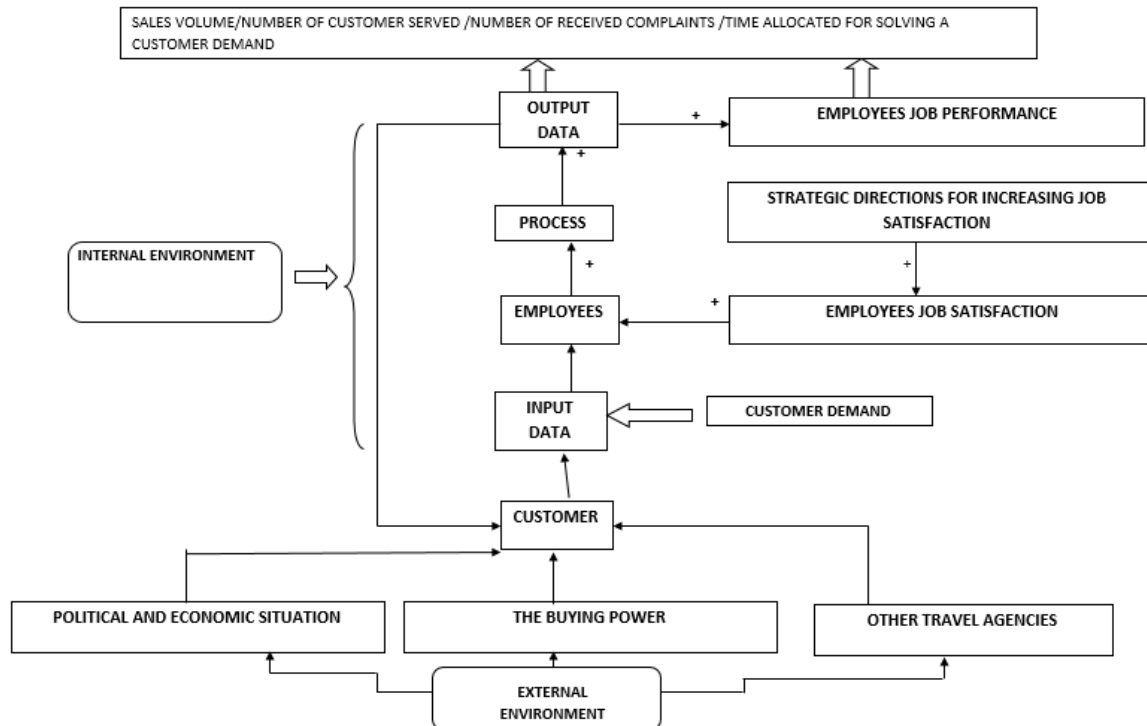 SALES VOLUME/NUMBER OF CUSTOMER SERVED /NUMBER OF RECEIVED COMPLAINTS /TIME ALLOCATED FOR SOLVING A
CUSTOMER DEMAND
OUTPUT
DATA
+
EMPLOYEES JOB PERFORMANCE
+
STRATEGIC DIRECTIONS FOR INCREASING JOB
SATISFACTION
PROCESS
INTERNAL ENVIRONMENT
+
+
EMPLOYEES
+
EMPLOYEES JOB SATISFACTION
INPUT
DATA
CUSTOMER DEMAND
CUSTOMER
POLITICAL AND ECONOMIC SITUATION
THE BUYING POWER
OTHER TRAVEL AGENCIES
EXTERNAL
ENVIRONMENT